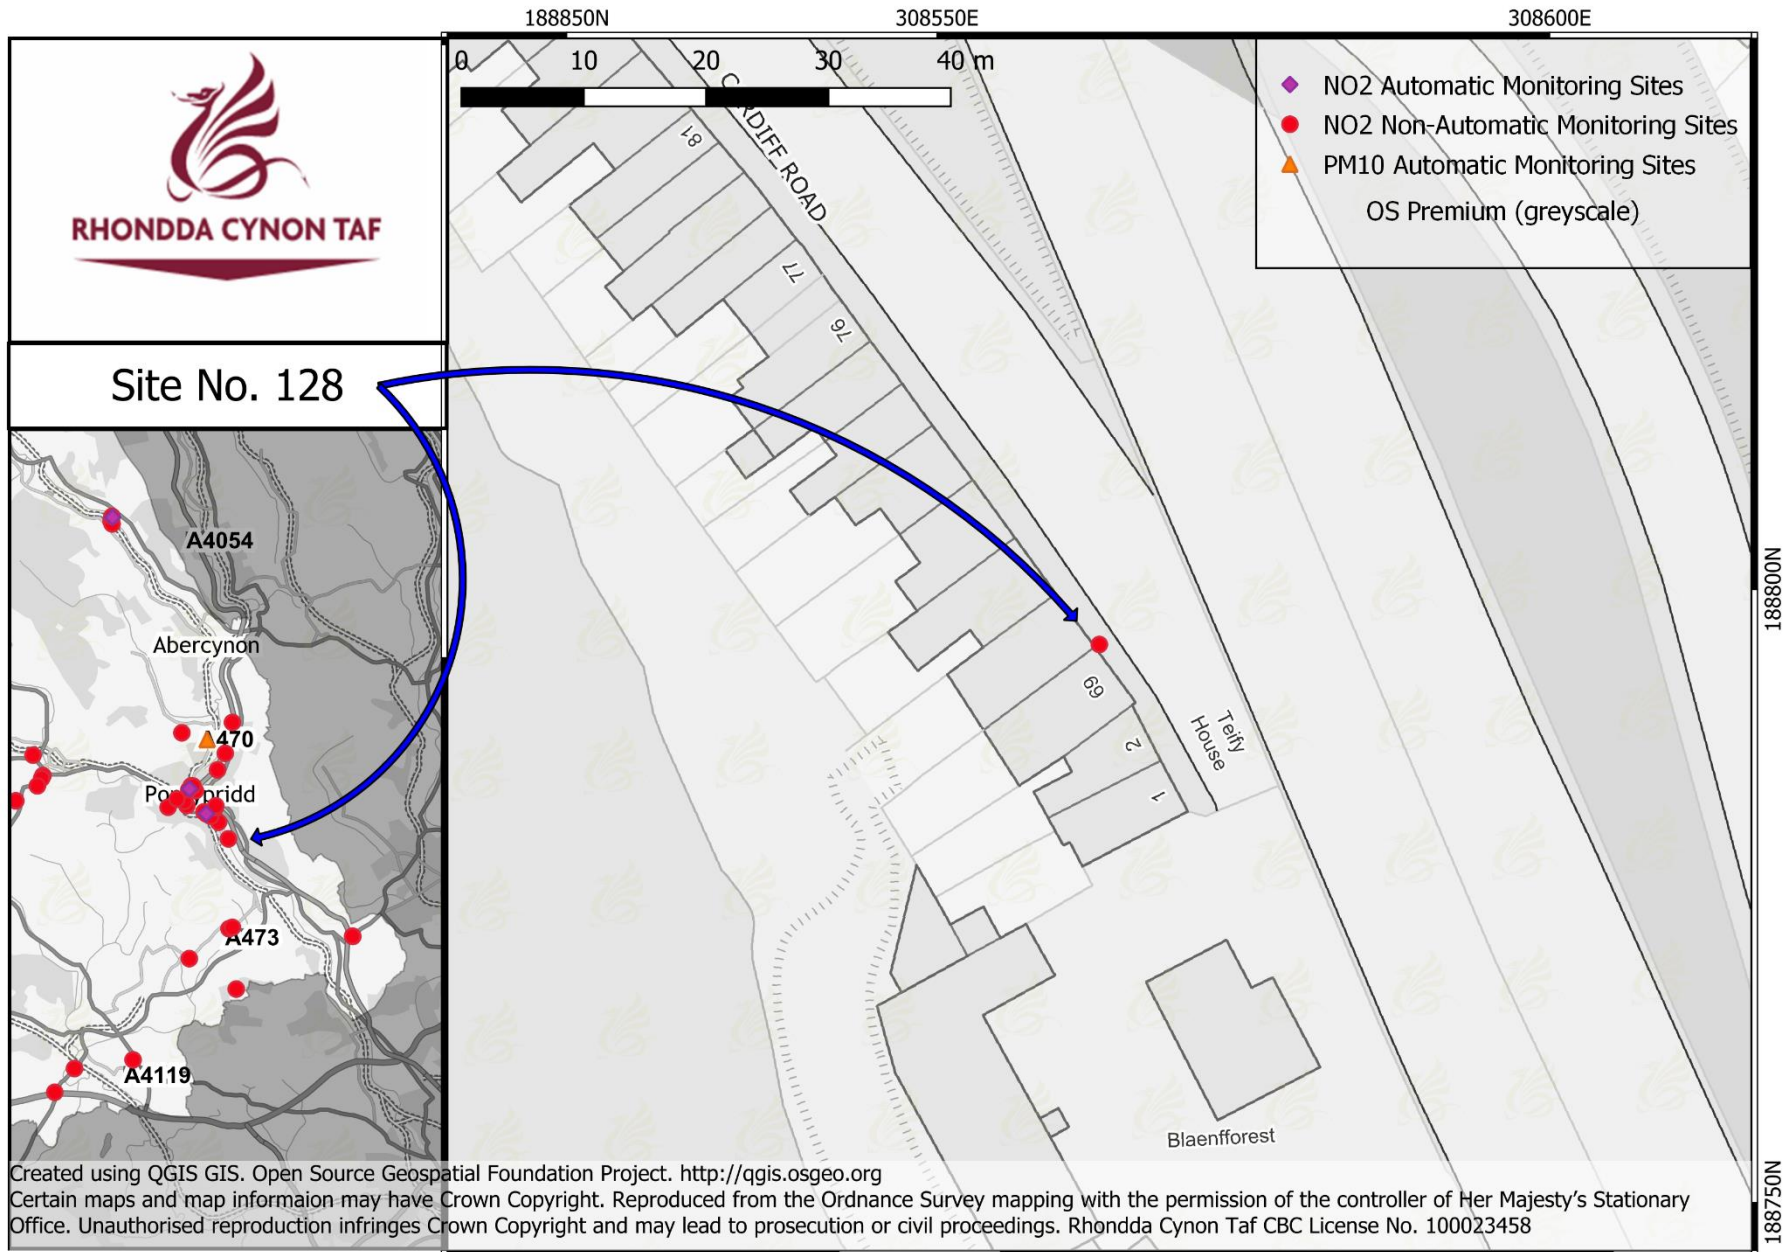 188850N
308550E
308600E
RHONDDA CYNON TAF
0 10 20 30 40 m
NO2 Automatic Monitoring Sites
NO2 Non-Automatic Monitoring Sites
PM10 Automatic Monitoring Sites
OS Premium (greyscale)
Site No. 128
CARDIFF ROAD
81
77
76
69
2
1
Teify
House
Blaenfforest
188800N
188750N
A4054
Abercynon
A470
Pontypridd
A473
A4119
Created using QGIS GIS. Open Source Geospatial Foundation Project. http://qgis.osgeo.org
Certain maps and map informaion may have Crown Copyright. Reproduced from the Ordnance Survey mapping with the permission of the controller of Her Majesty's Stationary
Office. Unauthorised reproduction infringes Crown Copyright and may lead to prosecution or civil proceedings. Rhondda Cynon Taf CBC License No. 100023458